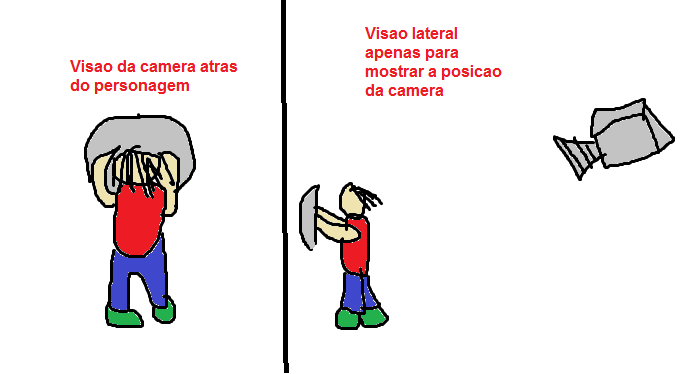 Visao da camera atras
do personagem
Visao lateral
apenas para
mostrar a posicao
da camera